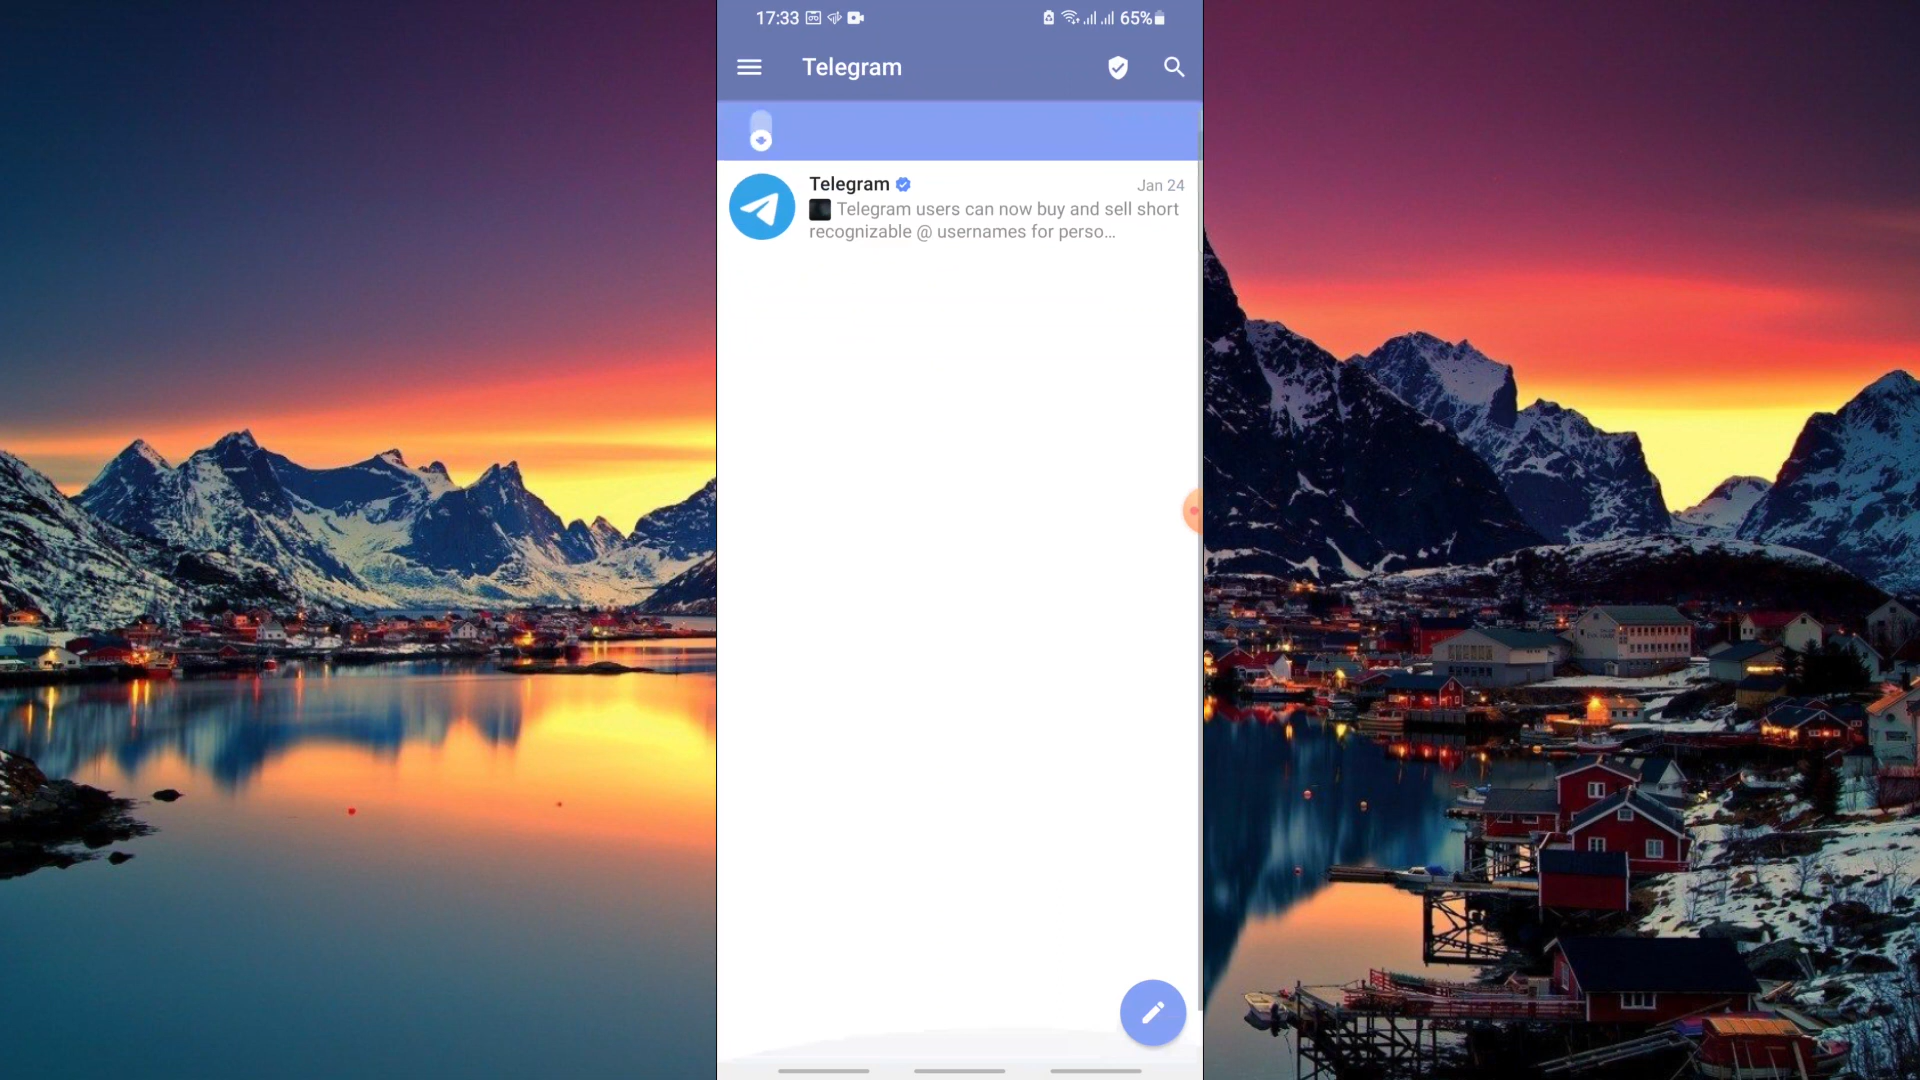 17:33
65%
Telegram
Telegram
Jan 24
Telegram users can now buy and sell short
recognizable @ usernames for perso...